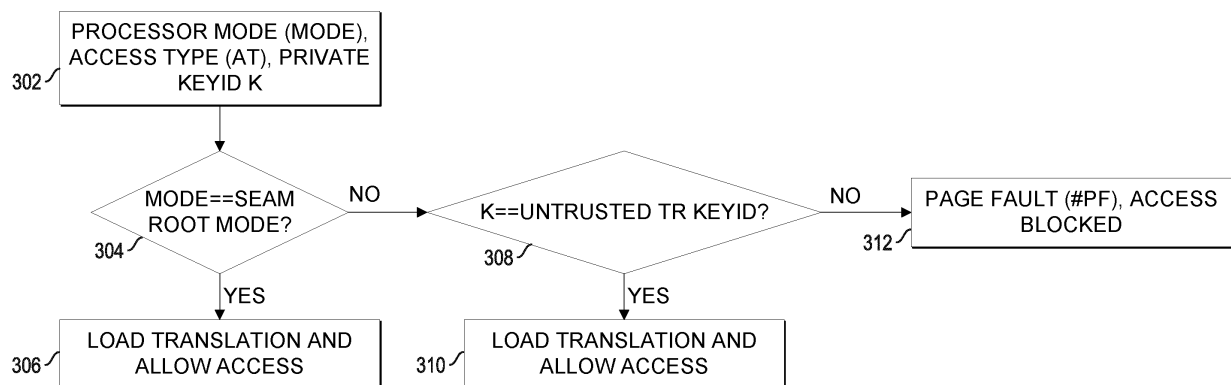 PROCESSOR MODE (MODE),
ACCESS TYPE (AT), PRIVATE
KEYID K
302
MODE==SEAM
ROOT MODE?
304
NO
K==UNTRUSTED TR KEYID?
308
NO
PAGE FAULT (#PF), ACCESS
BLOCKED
312
YES
YES
LOAD TRANSLATION AND
ALLOW ACCESS
306
LOAD TRANSLATION AND
ALLOW ACCESS
310